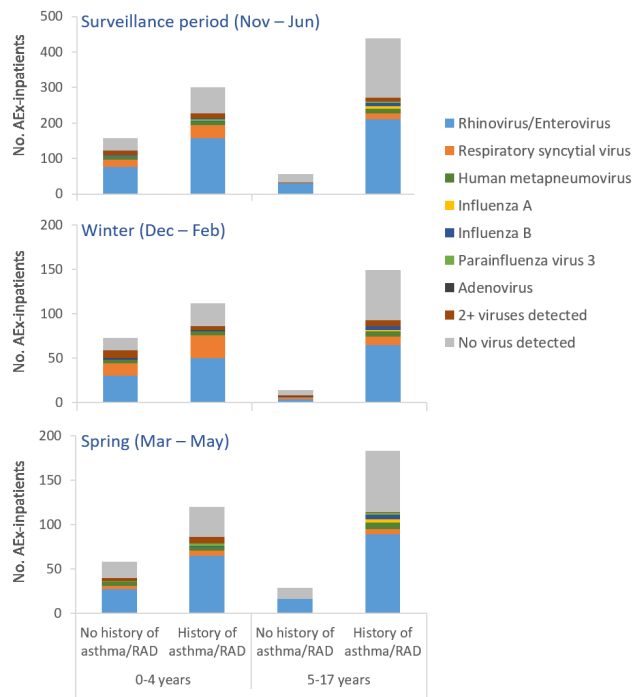 Surveillance period (Nov – Jun)
500
400
300
200
100
0
No. AEx-inpatients
Winter (Dec – Feb)
200
150
100
50
0
No. AEx-inpatients
Spring (Mar – May)
200
150
100
50
0
No. AEx-inpatients
No history of asthma/RAD
History of asthma/RAD
No history of asthma/RAD
History of asthma/RAD
0-4 years
5-17 years
Rhinovirus/Enterovirus
Respiratory syncytial virus
Human metapneumovirus
Influenza A
Influenza B
Parainfluenza virus 3
Adenovirus
2+ viruses detected
No virus detected